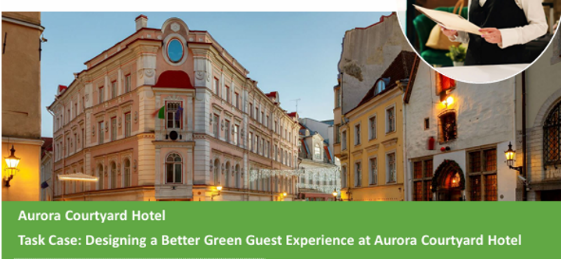 Aurora Courtyard Hotel
Task Case: Designing a Better Green Guest Experience at Aurora Courtyard Hotel